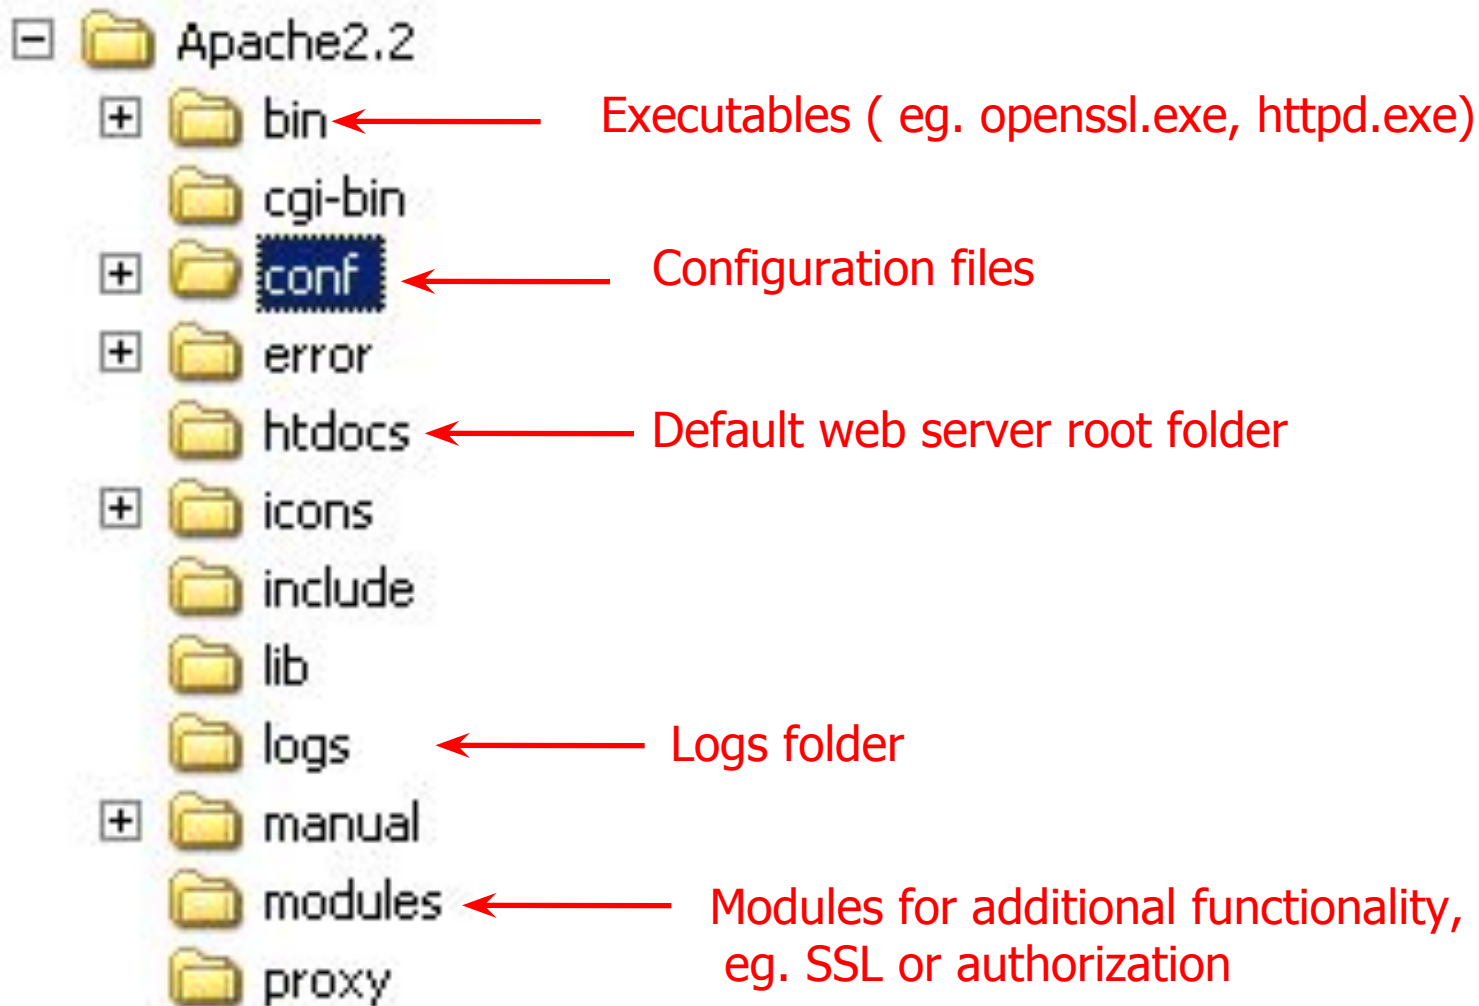 Apache2.2
bin Executables ( eg. openssl.exe, httpd.exe)
cgi-bin
conf Configuration files
error
htdocs Default web server root folder
icons
include
lib
logs Logs folder
manual
modules Modules for additional functionality,
eg. SSL or authorization
proxy